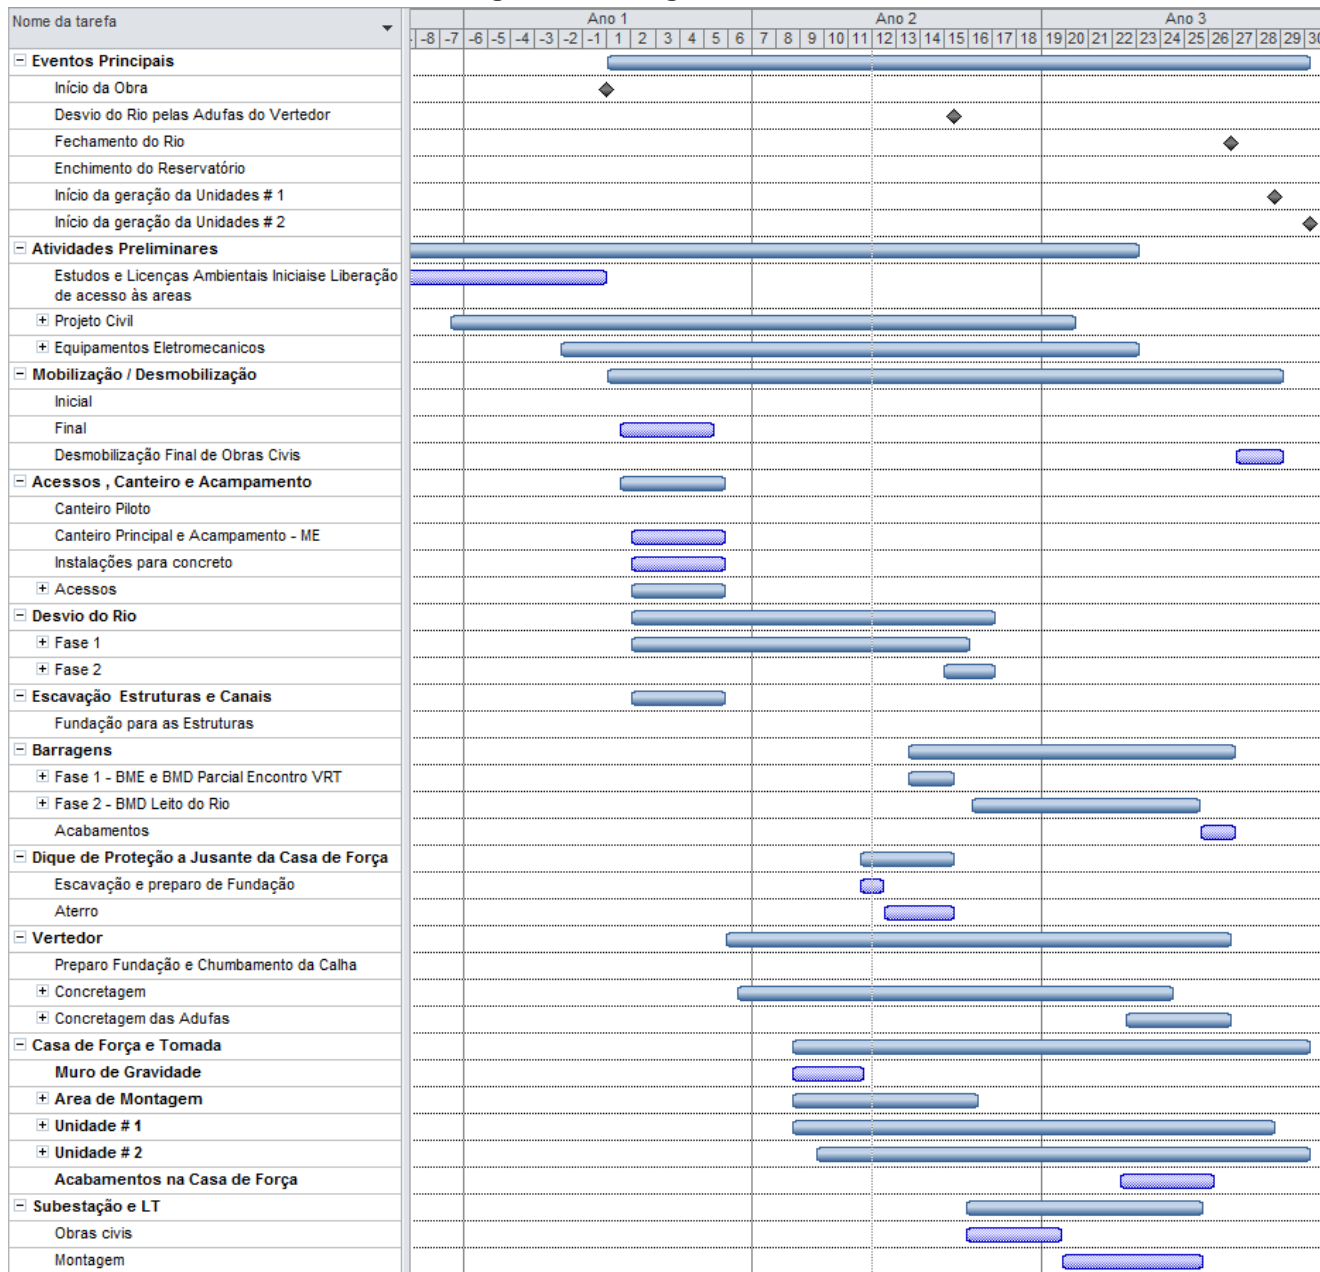 Nome da tarefa
Ano 1 Ano 2 Ano 3
-8 -7 -6 -5 -4 -3 -2 -1 1 2 3 4 5 6 7 8 9 10 11 12 13 14 15 16 17 18 19 20 21 22 23 24 25 26 27 28 29 30
Eventos Principais
Início da Obra
Desvio do Rio pelas Adufas do Vertedor
Fechamento do Rio
Enchimento do Reservatório
Início da geração da Unidades # 1
Início da geração da Unidades # 2
Atividades Preliminares
Estudos e Licenças Ambientais Iniciaise Liberação
de acesso às areas
Projeto Civil
Equipamentos Eletromecanicos
Mobilização / Desmobilização
Inicial
Final
Desmobilização Final de Obras Civis
Acessos , Canteiro e Acampamento
Canteiro Piloto
Canteiro Principal e Acampamento - ME
Instalações para concreto
Acessos
Desvio do Rio
Fase 1
Fase 2
Escavação Estruturas e Canais
Fundação para as Estruturas
Barragens
Fase 1 - BME e BMD Parcial Encontro VRT
Fase 2 - BMD Leito do Rio
Acabamentos
Dique de Proteção a Jusante da Casa de Força
Escavação e preparo de Fundação
Aterro
Vertedor
Preparo Fundação e Chumbamento da Calha
Concretagem
Concretagem das Adufas
Casa de Força e Tomada
Muro de Gravidade
Area de Montagem
Unidade # 1
Unidade # 2
Acabamentos na Casa de Força
Subestação e LT
Obras civis
Montagem